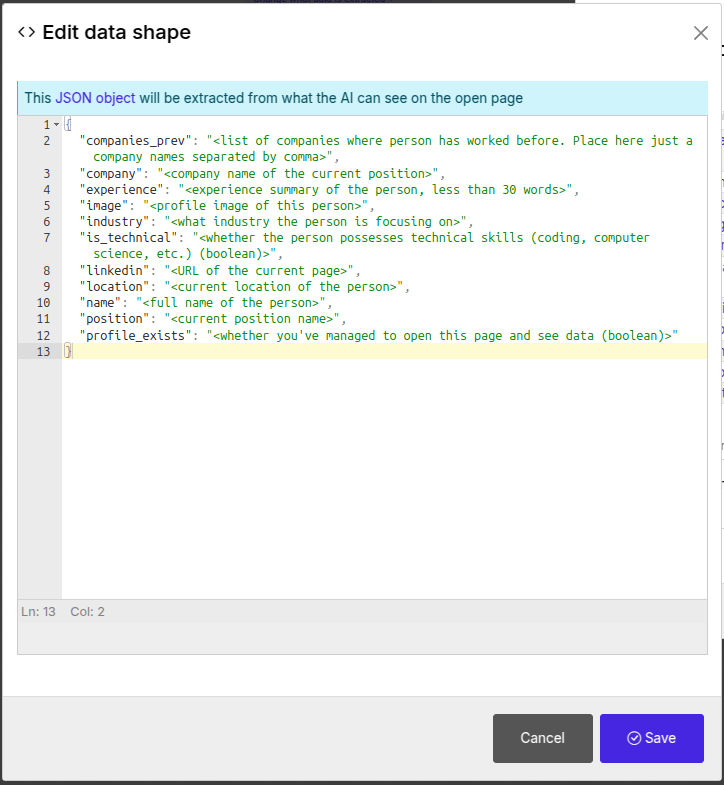 <> Edit data shape
This JSON object will be extracted from what the AI can see on the open page
1 {
2 "companies_prev": "<list of companies where person has worked before. Place here just a
company names separated by comma>",
3 "company": "<company name of the current position>",
4 "experience": "<experience summary of the person, less than 30 words>",
5 "image": "<profile image of this person>",
6 "industry": "<what industry the person is focusing on>",
7 "is_technical": "<whether the person possesses technical skills (coding, computer
science, etc.) (boolean)>",
8 "linkedin": "<URL of the current page>",
9 "location": "<current location of the person>",
10 "name": "<full name of the person>",
11 "position": "<current position name>",
12 "profile_exists": "<whether you've managed to open this page and see data (boolean)>"
13 }
Ln: 13 Col: 2
Cancel
Save